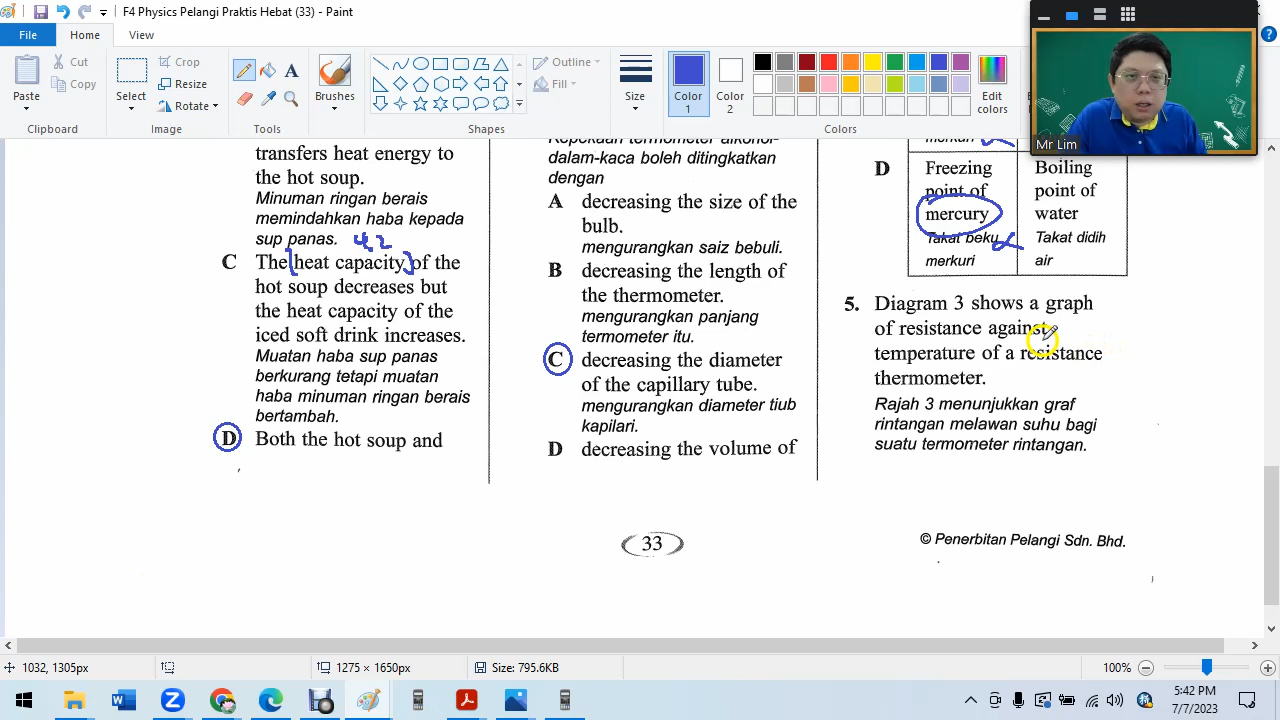 F4 Physics Pelangi Praktis Hebat (33) - Paint
File
Home
View
Paste
Cut
Copy
Clipboard
Select
Crop
Resize
Rotate
Image
A
Tools
Brushes
Shapes
Outline
Fill
Size
Color 1
Color 2
Edit colors
Colors
Mr Lim
transfers heat energy to
the hot soup.
Minuman ringan berais
memindahkan haba kepada
sup panas.
4.2
C The heat capacity of the
hot soup decreases but
the heat capacity of the
iced soft drink increases.
Muatan haba sup panas
berkurang tetapi muatan
haba minuman ringan berais
bertambah.
D Both the hot soup and
Kepekaan termometer alkohol-
dalam-kaca boleh ditingkatkan
dengan
A decreasing the size of the
bulb.
mengurangkan saiz bebuli.
B decreasing the length of
the thermometer.
mengurangkan panjang
termometer itu.
C decreasing the diameter
of the capillary tube.
mengurangkan diameter tiub
kapilari.
D decreasing the volume of
merkuri
D Freezing point of mercury
Takat beku merkuri
Boiling point of water
Takat didih air
5. Diagram 3 shows a graph
of resistance against
temperature of a resistance
thermometer.
Rajah 3 menunjukkan graf
rintangan melawan suhu bagi
suatu termometer rintangan.
33
© Penerbitan Pelangi Sdn. Bhd.
1032, 1305px
1275 × 1650px
Size: 795.6KB
100%
5:42 PM
7/7/2023